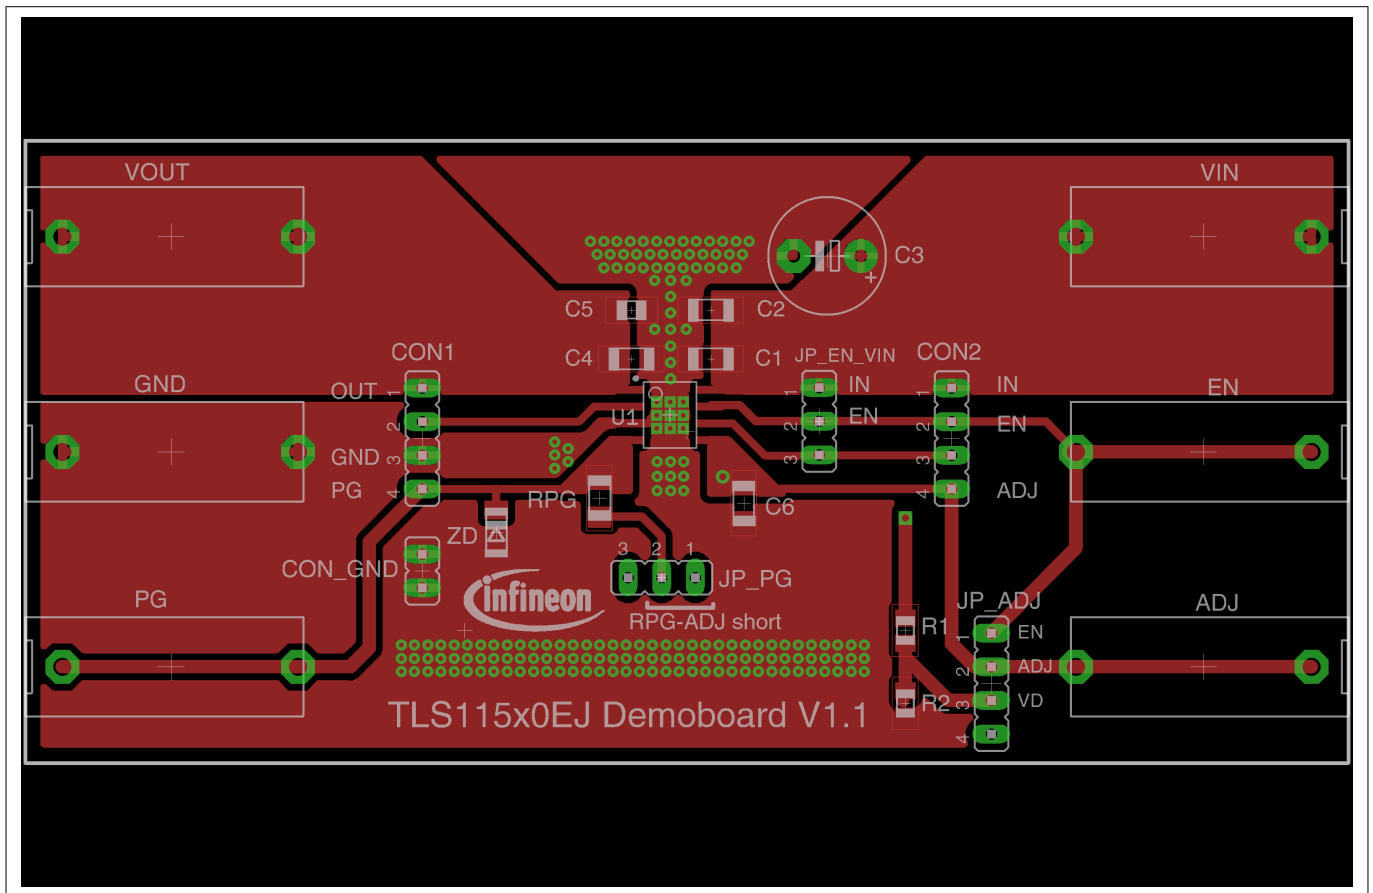 VOUT
VIN
C3
C5
C2
C4
C1
JP_EN_VIN
CON1
CON2
GND
OUT
1
1
IN
1
IN
EN
U1
2
2
EN
2
EN
GND
3
3
3
PG
4
RPG
C6
4
ADJ
ZD
3 2 1
CON_GND
JP_PG
infineon
RPG-ADJ short
PG
JP_ADJ
ADJ
R1
1
EN
2
ADJ
R2
3
VD
4
TLS115x0EJ Demoboard V1.1
+